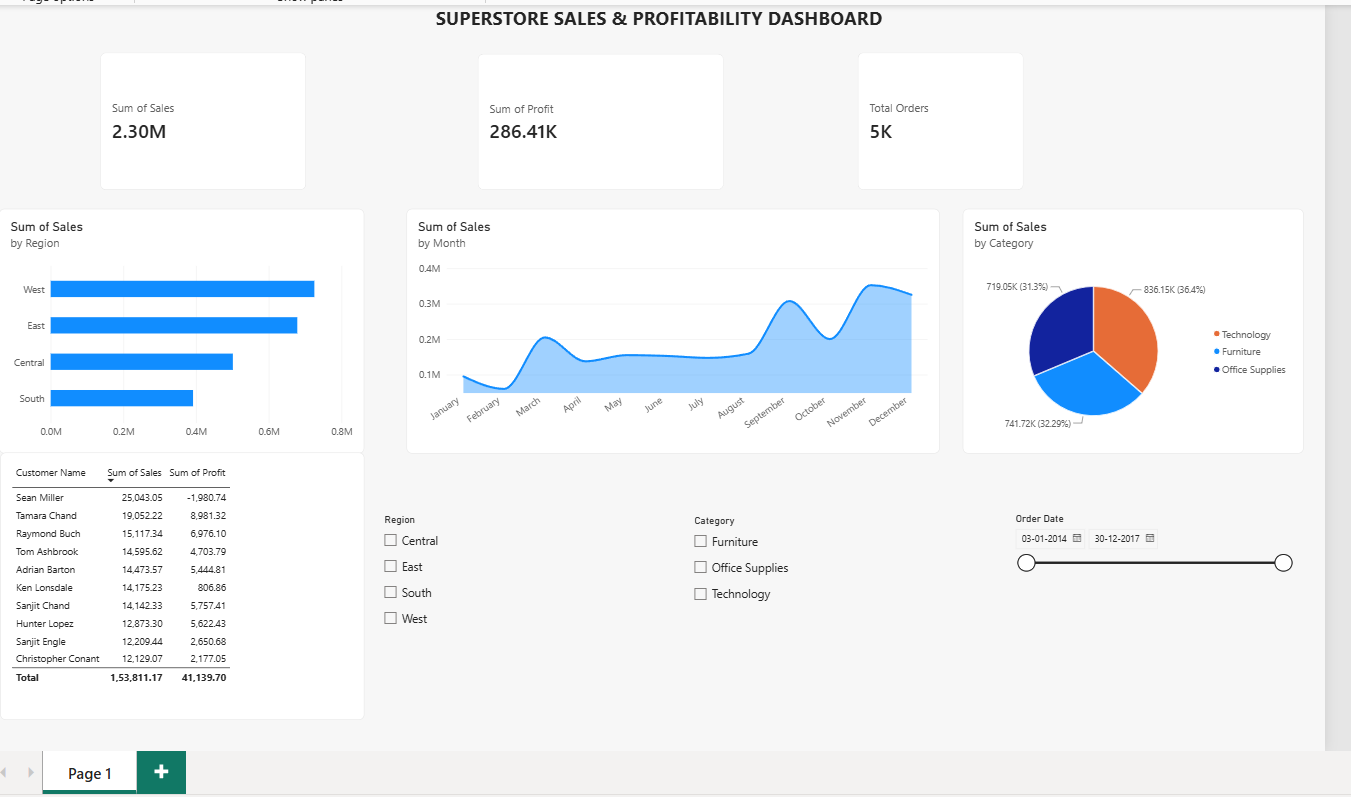 SUPERSTORE SALES & PROFITABILITY DASHBOARD
Sum of Sales
2.30M
Sum of Profit
286.41K
Total Orders
5K
Sum of Sales
by Region
West
East
Central
South
0.0M 0.2M 0.4M 0.6M 0.8M
Sum of Sales
by Month
0.4M
0.3M
0.2M
0.1M
January February March April May June July August September October November December
Sum of Sales
by Category
719.05K (31.3%)
836.15K (36.4%)
741.72K (32.29%)
Technology
Furniture
Office Supplies
Customer Name Sum of Sales Sum of Profit
Sean Miller 25,043.05 -1,980.74
Tamara Chand 19,052.22 8,981.32
Raymond Buch 15,117.34 6,976.10
Tom Ashbrook 14,595.62 4,703.79
Adrian Barton 14,473.57 5,444.81
Ken Lonsdale 14,175.23 806.86
Sanjit Chand 14,142.33 5,757.41
Hunter Lopez 12,873.30 5,622.43
Sanjit Engle 12,209.44 2,650.68
Christopher Conant 12,129.07 2,177.05
Total 1,53,811.17 41,139.70
Region
Central
East
South
West
Category
Furniture
Office Supplies
Technology
Order Date
03-01-2014 30-12-2017
Page 1